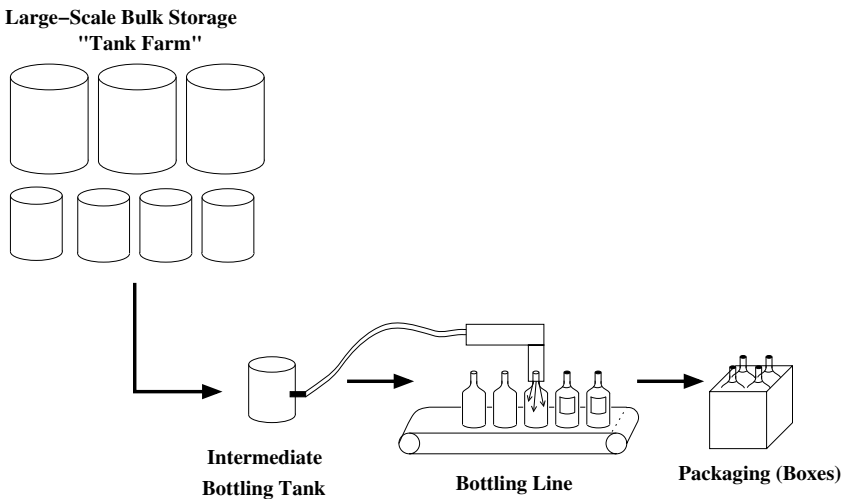 Large−Scale Bulk Storage
"Tank Farm"
Intermediate
Bottling Tank
Bottling Line
Packaging (Boxes)